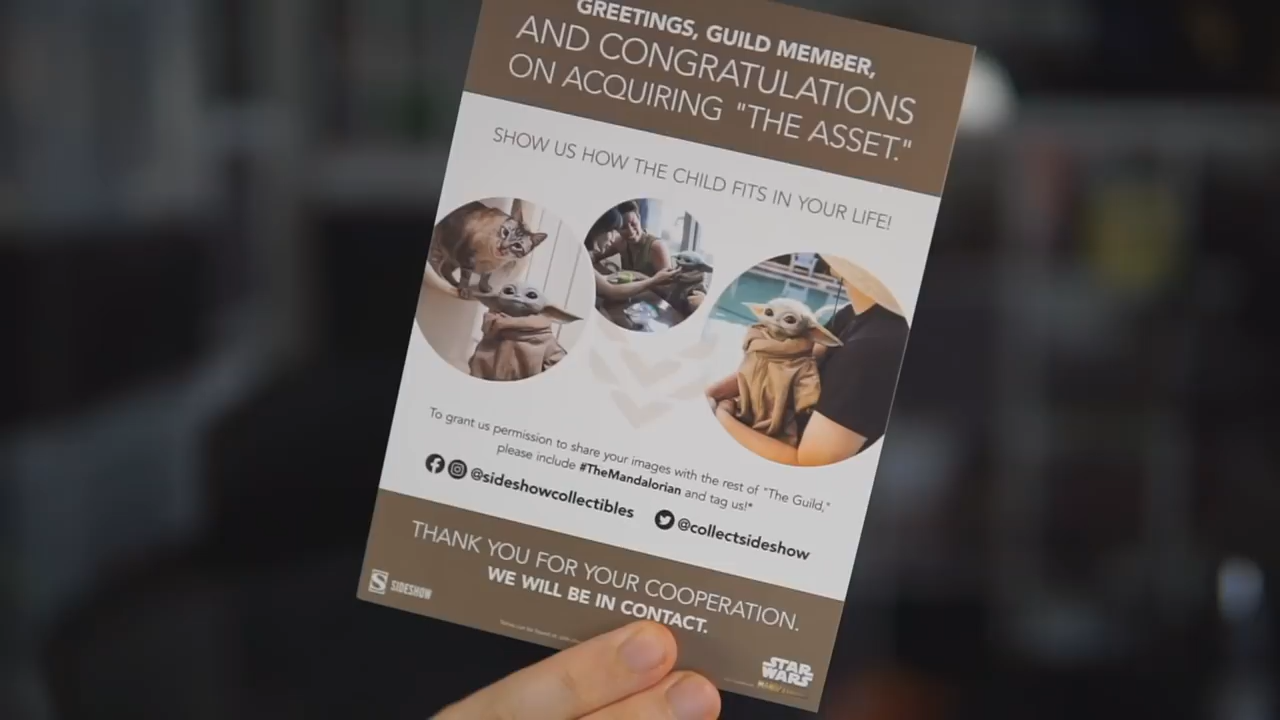 GREETINGS, GUILD MEMBER,
AND CONGRATULATIONS
ON ACQUIRING "THE ASSET."
SHOW US HOW THE CHILD FITS IN YOUR LIFE!
To grant us permission to share your images with the rest of "The Guild,"
please include #TheMandalorian and tag us!*
@sideshowcollectibles @collectsideshow
THANK YOU FOR YOUR COOPERATION.
WE WILL BE IN CONTACT.
S SIDESHOW
STAR
WARS